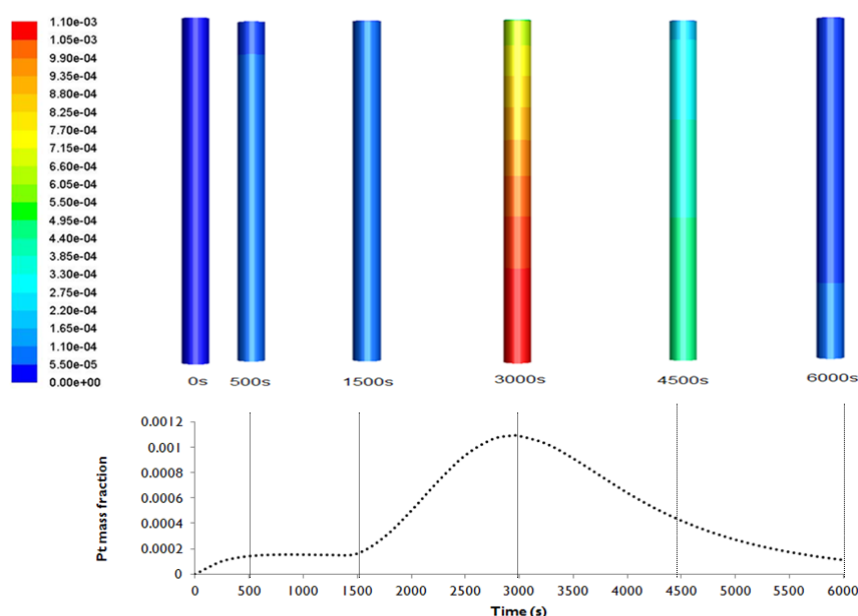 1.10e-03
1.05e-03
9.90e-04
9.35e-04
8.80e-04
8.25e-04
7.70e-04
7.15e-04
6.60e-04
6.05e-04
5.50e-04
4.95e-04
4.40e-04
3.85e-04
3.30e-04
2.75e-04
2.20e-04
1.65e-04
1.10e-04
5.50e-05
0.00e+00
0s 500s 1500s 3000s 4500s 6000s
0.0012
0.001
0.0008
0.0006
0.0004
0.0002
0
Pt mass fraction
0 500 1000 1500 2000 2500 3000 3500 4000 4500 5000 5500 6000
Time (s)